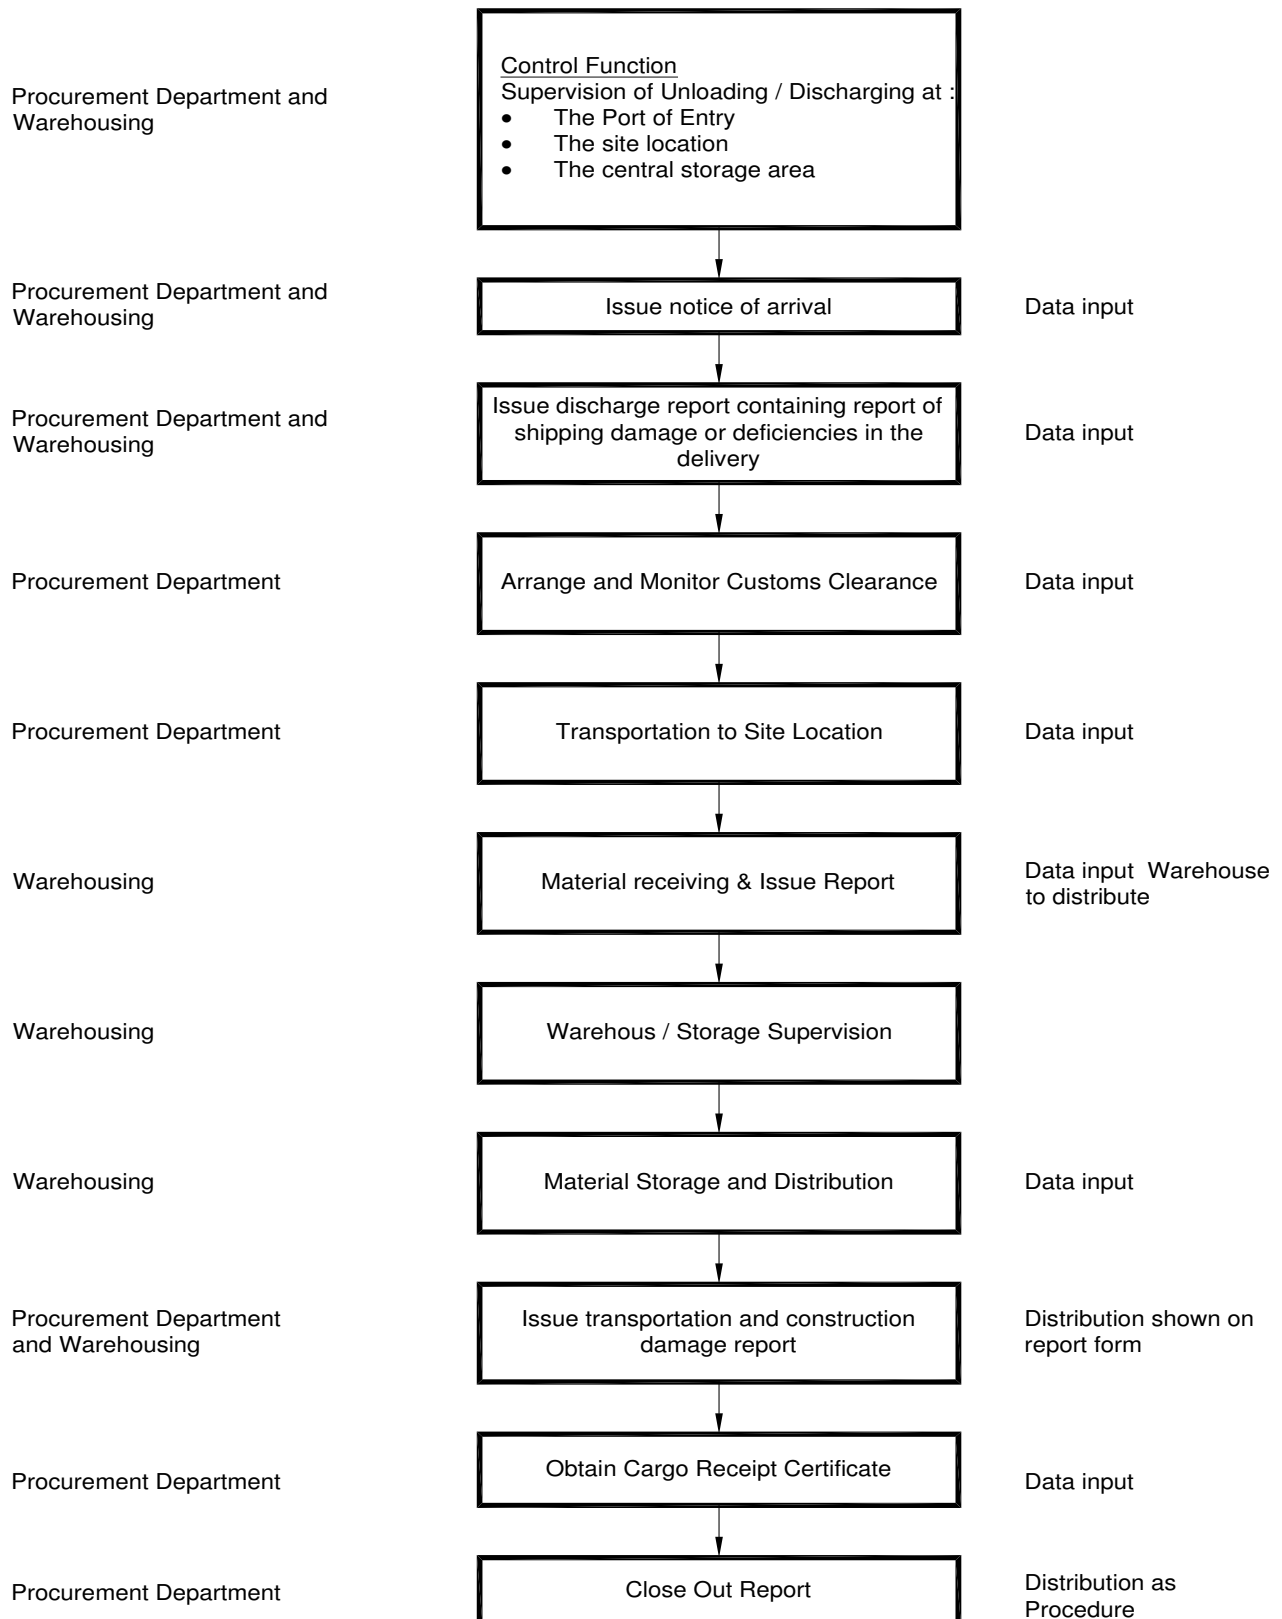 Control Function
Supervision of Unloading / Discharging at :
• The Port of Entry
• The site location
• The central storage area
Procurement Department and
Warehousing
Procurement Department and
Warehousing
Issue notice of arrival
Data input
Procurement Department and
Warehousing
Issue discharge report containing report of
shipping damage or deficiencies in the
delivery
Data input
Procurement Department
Arrange and Monitor Customs Clearance
Data input
Procurement Department
Transportation to Site Location
Data input
Warehousing
Material receiving & Issue Report
Data input Warehouse
to distribute
Warehousing
Warehous / Storage Supervision
Warehousing
Material Storage and Distribution
Data input
Procurement Department
and Warehousing
Issue transportation and construction
damage report
Distribution shown on
report form
Procurement Department
Obtain Cargo Receipt Certificate
Data input
Procurement Department
Close Out Report
Distribution as
Procedure